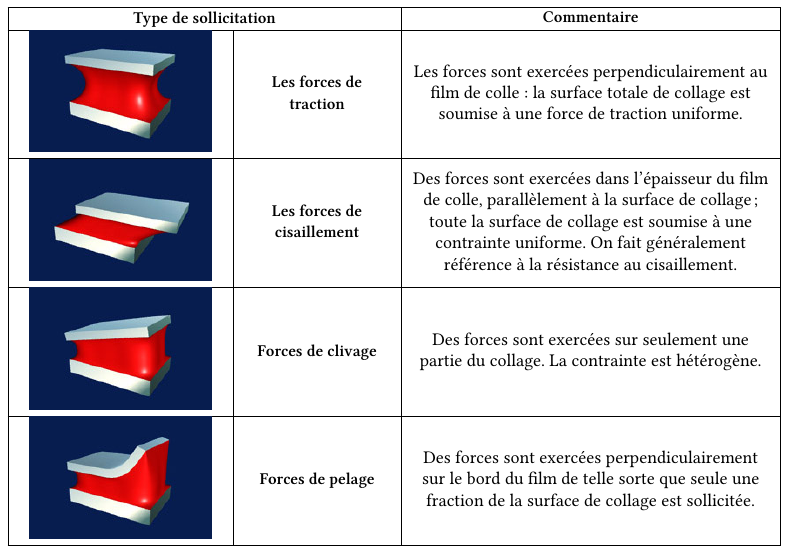 Type de sollicitation
Commentaire
Les forces de
traction
Les forces sont exercées perpendiculairement au
film de colle : la surface totale de collage est
soumise à une force de traction uniforme.
Les forces de
cisaillement
Des forces sont exercées dans l'épaisseur du film
de colle, parallèlement à la surface de collage ;
toute la surface de collage est soumise à une
contrainte uniforme. On fait généralement
référence à la résistance au cisaillement.
Forces de clivage
Des forces sont exercées sur seulement une
partie du collage. La contrainte est hétérogène.
Forces de pelage
Des forces sont exercées perpendiculairement
sur le bord du film de telle sorte que seule une
fraction de la surface de collage est sollicitée.